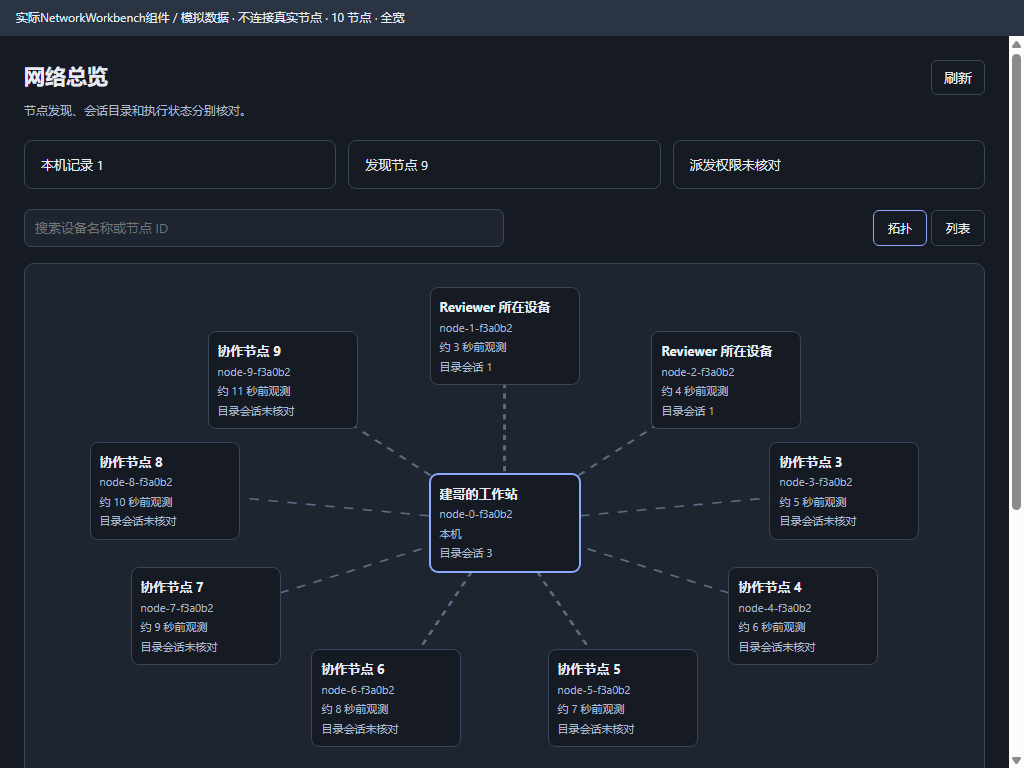 实际NetworkWorkbench组件 / 模拟数据 · 不连接真实节点 · 10 节点 · 全宽
网络总览
刷新
节点发现、会话目录和执行状态分别核对。
本机记录 1
发现节点 9
派发权限未核对
搜索设备名称或节点 ID
拓扑
列表
Reviewer 所在设备
node-1-f3a0b2
约 3 秒前观测
目录会话 1
协作节点 9
node-9-f3a0b2
约 11 秒前观测
目录会话未核对
Reviewer 所在设备
node-2-f3a0b2
约 4 秒前观测
目录会话 1
协作节点 8
node-8-f3a0b2
约 10 秒前观测
目录会话未核对
协作节点 3
node-3-f3a0b2
约 5 秒前观测
目录会话未核对
建哥的工作站
node-0-f3a0b2
本机
目录会话 3
协作节点 7
node-7-f3a0b2
约 9 秒前观测
目录会话未核对
协作节点 4
node-4-f3a0b2
约 6 秒前观测
目录会话未核对
协作节点 6
node-6-f3a0b2
约 8 秒前观测
目录会话未核对
协作节点 5
node-5-f3a0b2
约 7 秒前观测
目录会话未核对